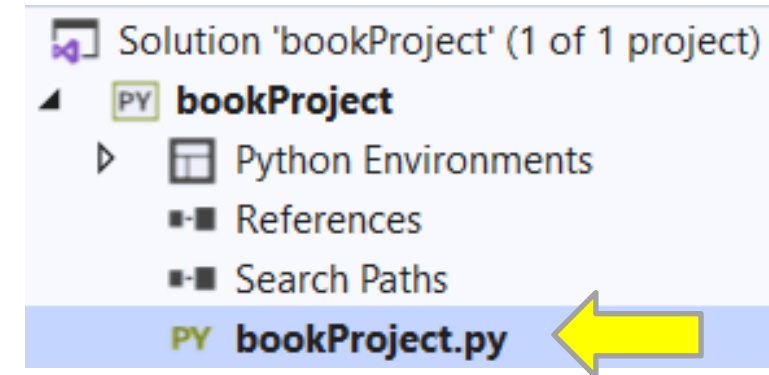 Solution 'bookProject' (1 of 1 project)
PY bookProject
Python Environments
References
Search Paths
PY bookProject.py